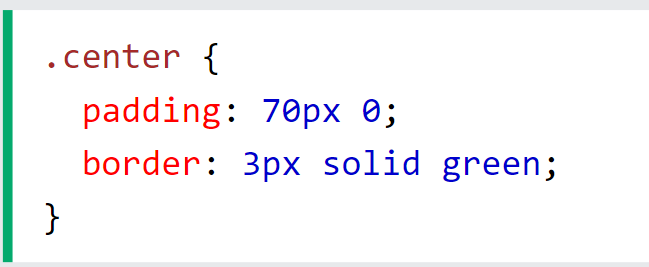 .center {
  padding: 70px 0;
  border: 3px solid green;
}